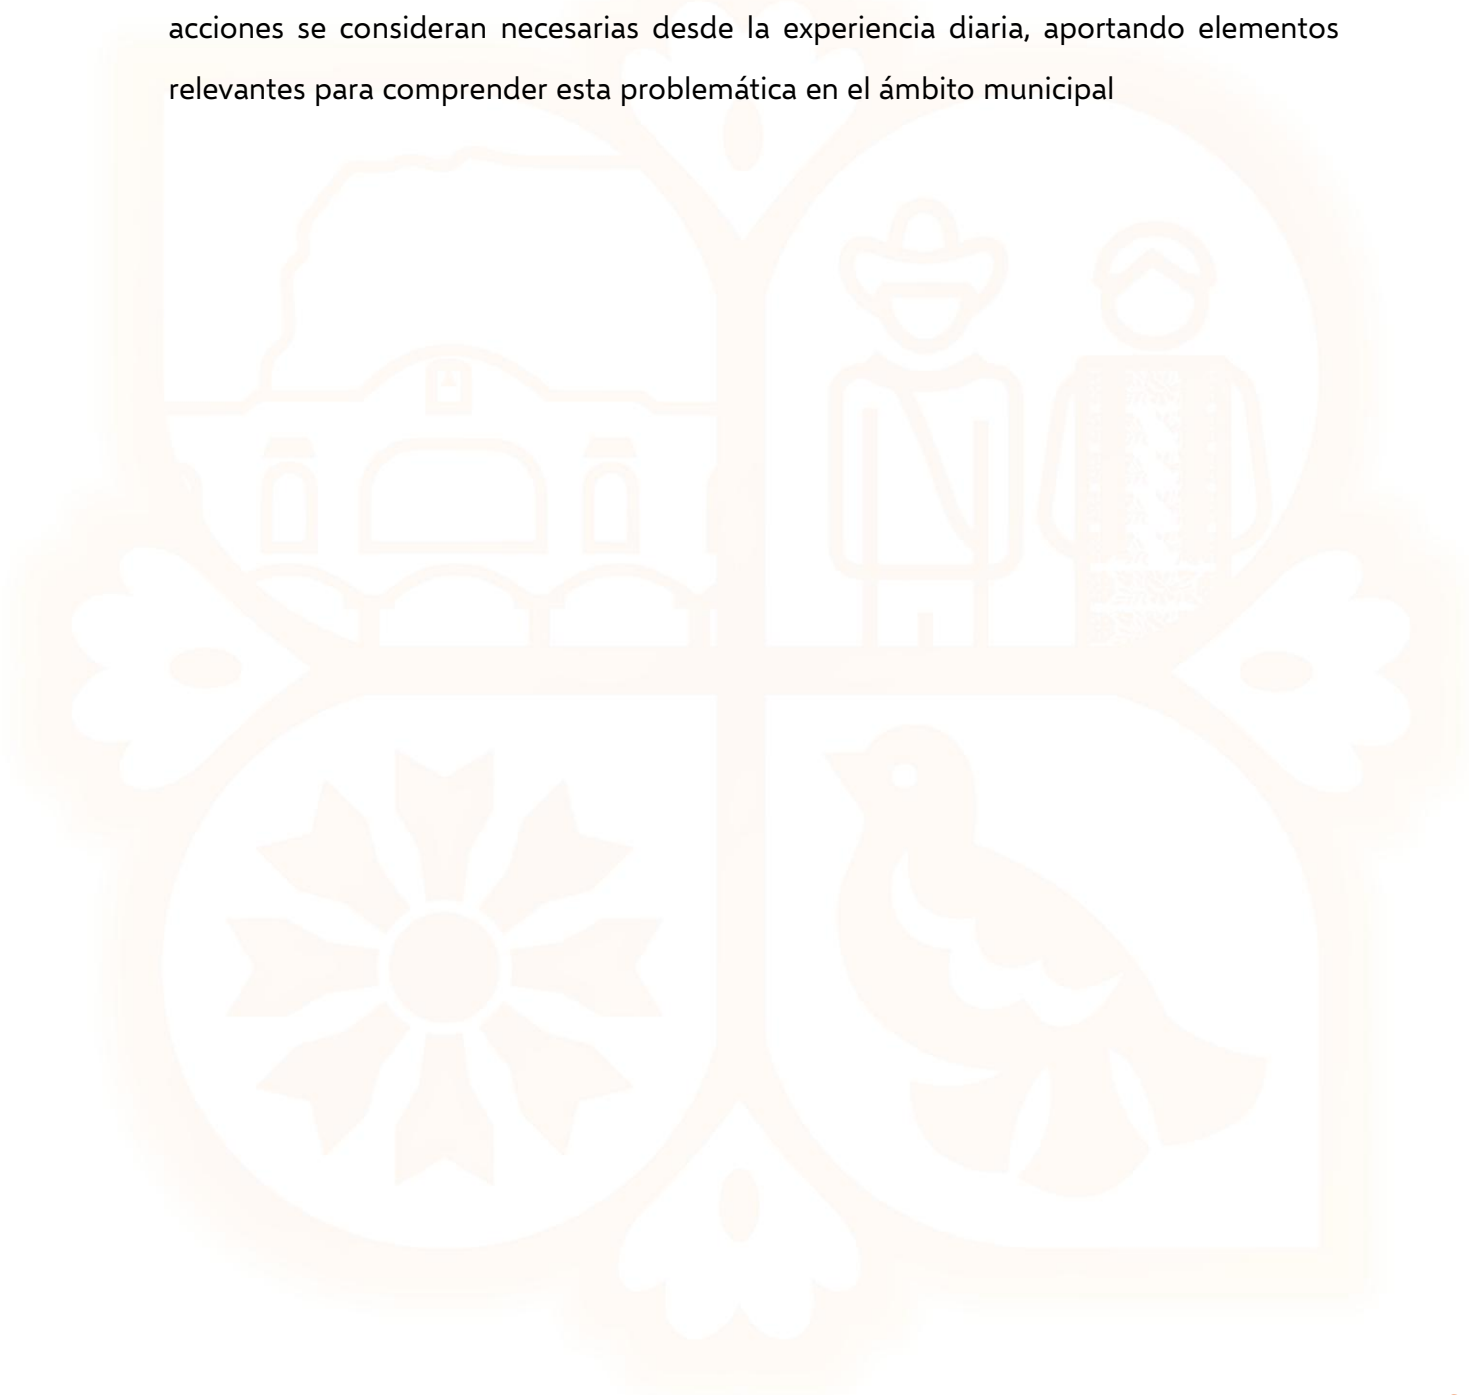 acciones se consideran necesarias desde la experiencia diaria, aportando elementos
relevantes para comprender esta problemática en el ámbito municipal